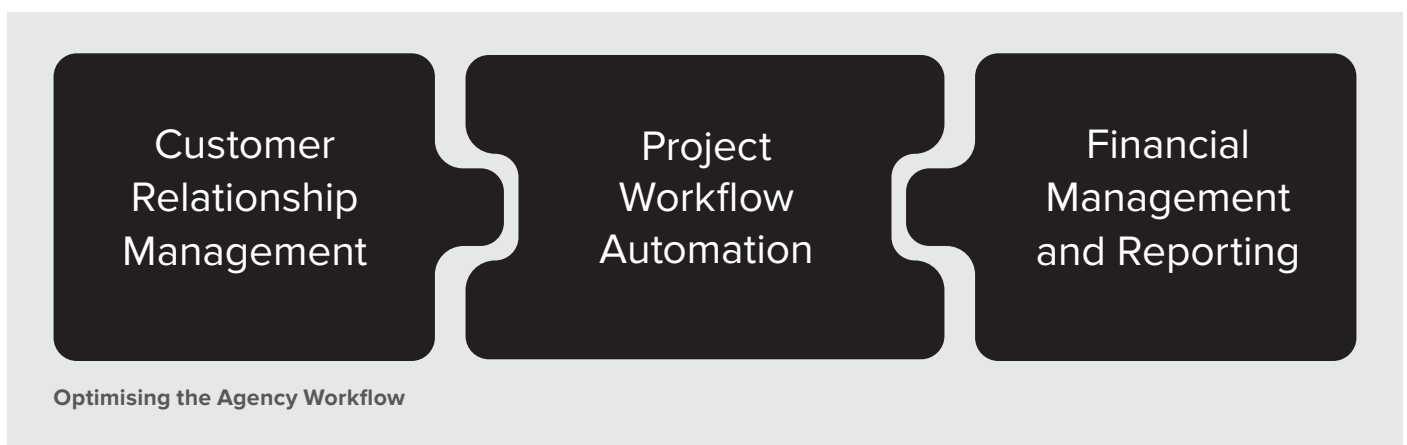 Customer
Relationship
Management
Project
Workflow
Automation
Financial
Management
and Reporting
Optimising the Agency Workflow